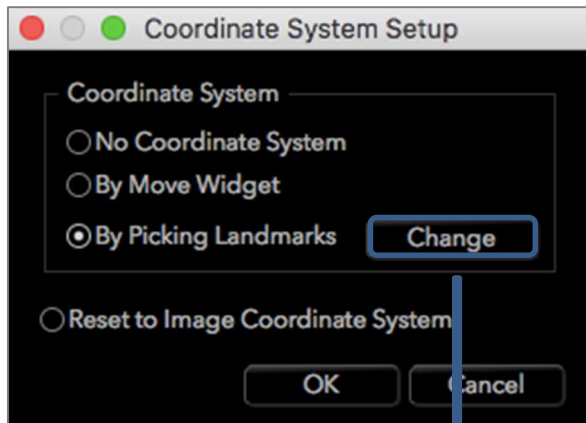 Coordinate System Setup
Coordinate System
No Coordinate System
By Move Widget
By Picking Landmarks Change
Reset to Image Coordinate System
OK Cancel